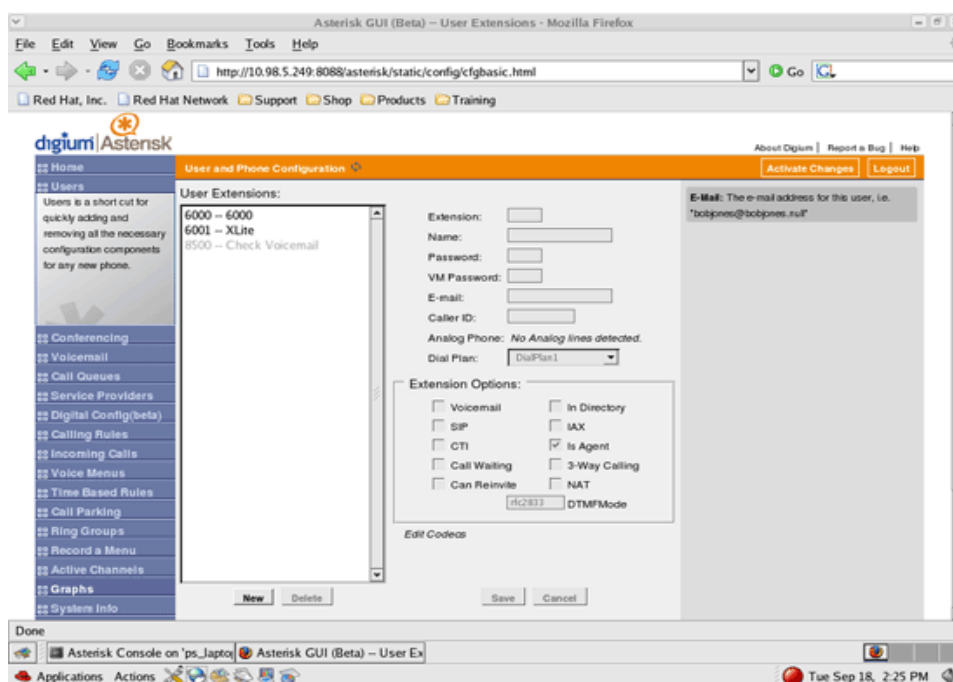 Asterisk GUI (Beta) -- User Extensions - Mozilla Firefox
File Edit View Go Bookmarks Tools Help
http://10.98.5.249:8088/asterisk/static/config/cfgbasic.html
Go
Red Hat, Inc. Red Hat Network Support Shop Products Training
digium Asterisk
About Digium | Report a Bug | Help
Home
User and Phone Configuration
Activate Changes
Logout
Users
Users is a short cut for
quickly adding and
removing all the necessary
configuration components
for any new phone.
Conferencing
Voicemail
Call Queues
Service Providers
Digital Config(beta)
Calling Rules
Incoming Calls
Voice Menus
Time Based Rules
Call Parking
Ring Groups
Record a Menu
Active Channels
Graphs
System Info
User Extensions:
6000 -- 6000
6001 -- XLite
8500 -- Check Voicemail
New
Delete
Extension:
Name:
Password:
VM Password:
E-mail:
Caller ID:
Analog Phone: No Analog lines detected.
Dial Plan: DialPlan1
Extension Options:
Voicemail In Directory
SIP IAX
CTI Is Agent
Call Waiting 3-Way Calling
Can Reinvite NAT
rfc2833 DTMFMode
Edit Codecs
Save
Cancel
E-Mail: The e-mail address for this user, i.e.
"bobjones@bobjones.null"
Done
Asterisk Console on 'ps_laptop
Asterisk GUI (Beta) -- User Ex
Applications Actions
Tue Sep 18, 2:25 PM